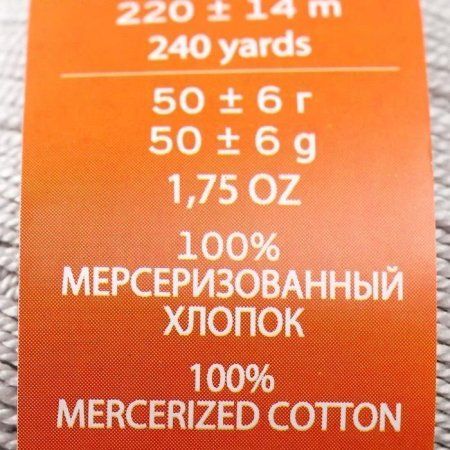 220 ± 14 m
240 yards
50 ± 6 г
50 ± 6 g
1,75 OZ
100%
МЕРСЕРИЗОВАННЫЙ
ХЛОПОК
100%
MERCERIZED COTTON